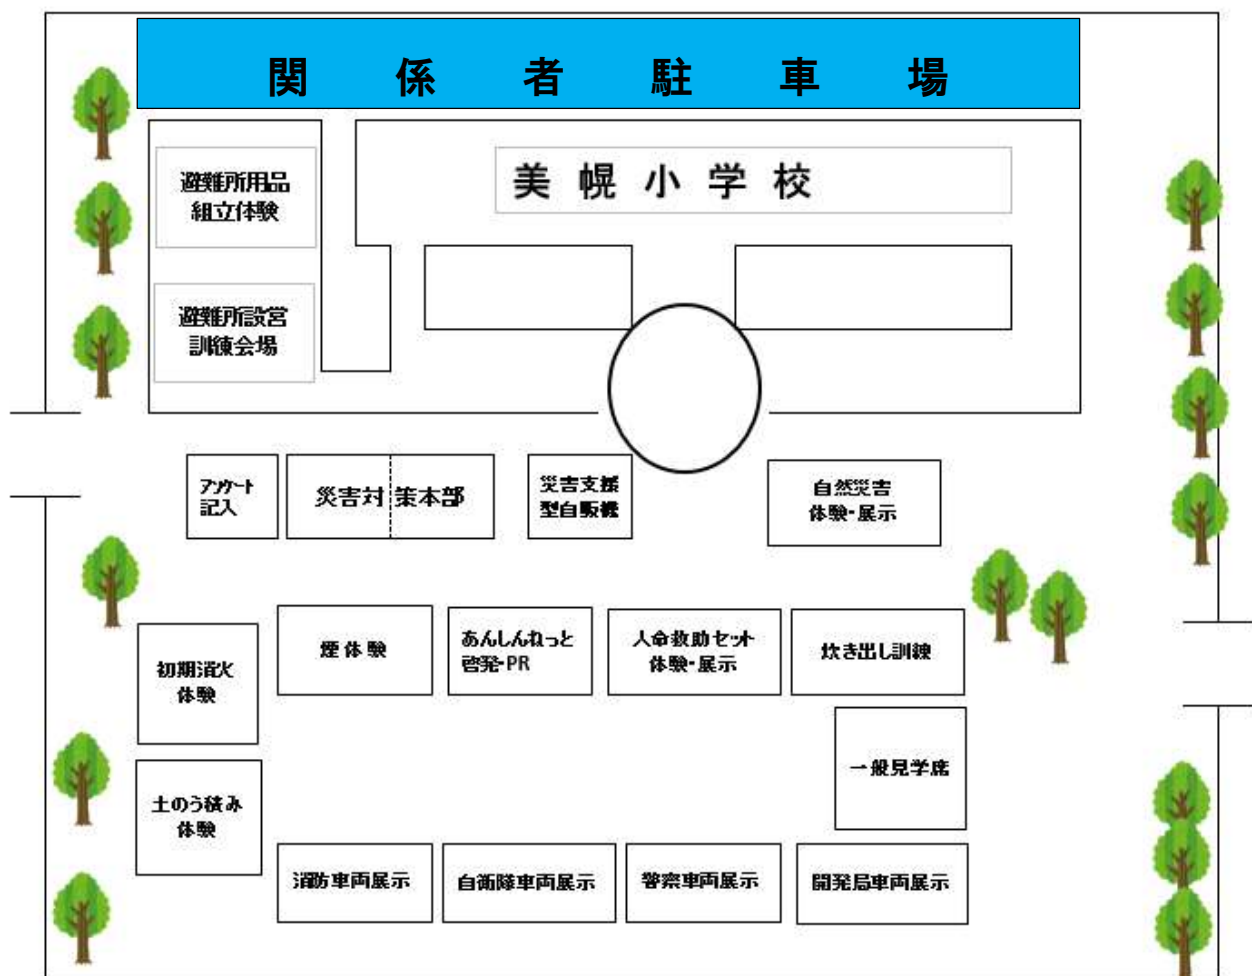 関係者駐車場
避難所用品
組立体験
美幌小学校
避難所設営
訓練会場
アンケート
記入
災害対策本部
災害支援
型自販機
自然災害
体験・展示
初期消火
体験
煙体験
あんしんねっと
啓発・PR
人命救助セット
体験・展示
炊き出し訓練
一般見学席
土のう積み
体験
消防車両展示
自衛隊車両展示
警察車両展示
開発局車両展示